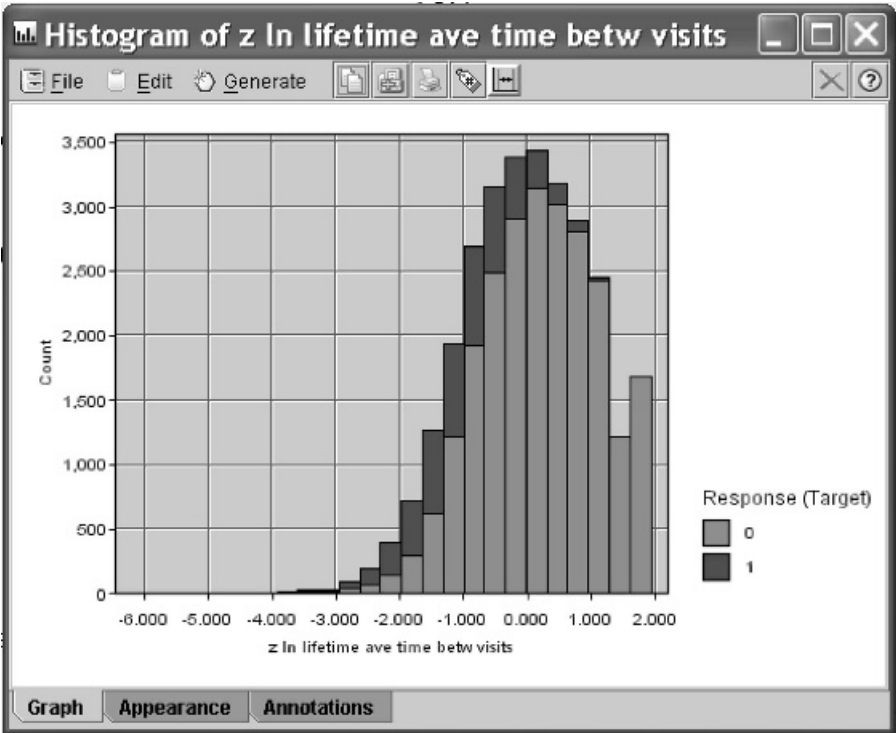 Histogram of z ln lifetime ave time betw visits
File Edit Generate
3,500
3,000
2,500
2,000
1,500
1,000
500
0
Count
-6.000 -5.000 -4.000 -3.000 -2.000 -1.000 0.000 1.000 2.000
z ln lifetime ave time betw visits
Response (Target)
0
1
Graph Appearance Annotations